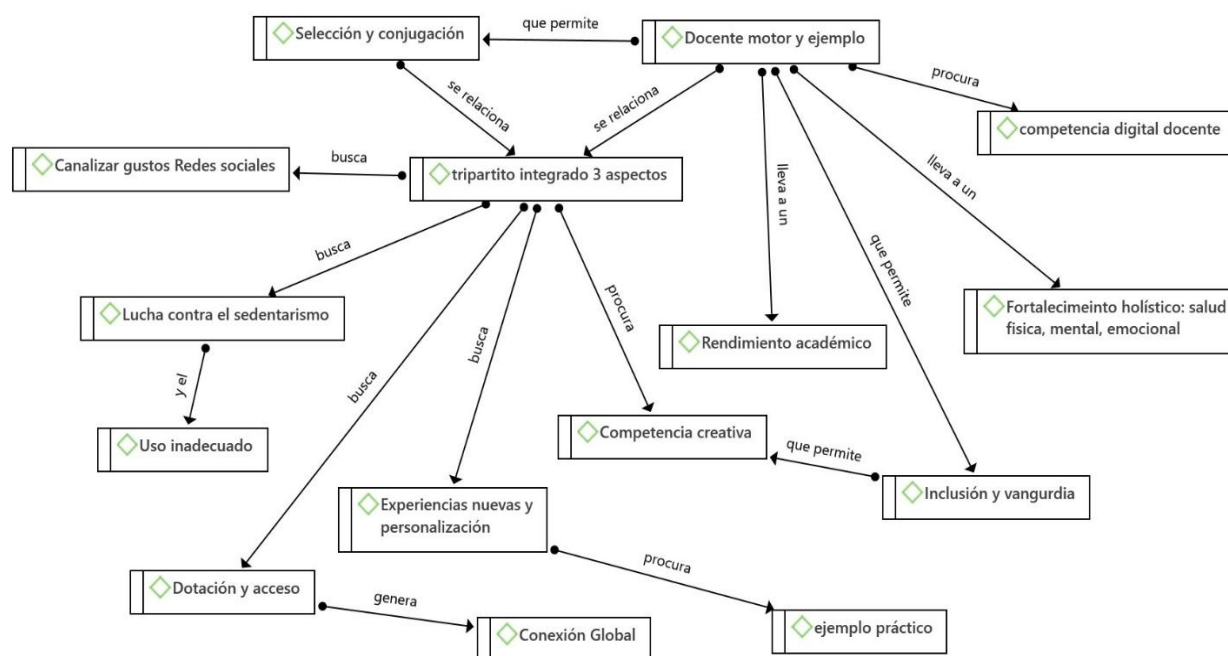 que permite
Selección y conjugación
Docente motor y ejemplo
procura
competencia digital docente
se relaciona
se relaciona
Canalizar gustos Redes sociales
busca
tripartito integrado 3 aspectos
lleva a un
lleva a un
que permite
busca
procura
Lucha contra el sedentarismo
Fortalecimeinto holístico: salud
fisica, mental, emocional
Rendimiento académico
busca
busca
y el
Uso inadecuado
Competencia creativa
que permite
Inclusión y vangurdia
Experiencias nuevas y
personalización
procura
Dotación y acceso
genera
Conexión Global
ejemplo práctico